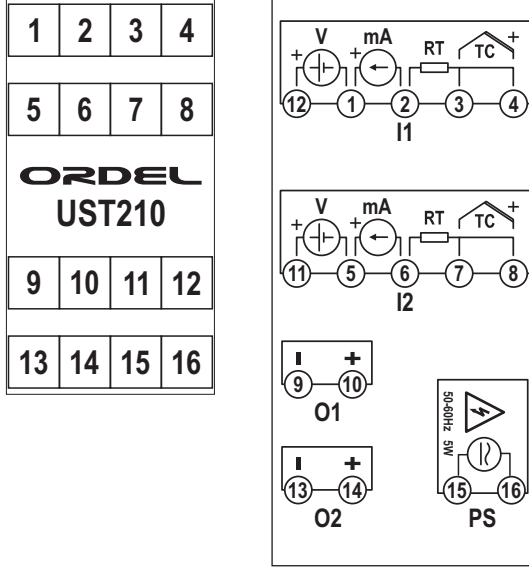 1 2 3 4
5 6 7 8
ORDEL
UST210
9 10 11 12
13 14 15 16
V mA RT TC +
+ +
12 1 2 3 4
I1
V mA RT TC +
+ +
11 5 6 7 8
I2
- +
9 10
O1
- +
13 14
O2
50-60Hz 5W
15 16
PS